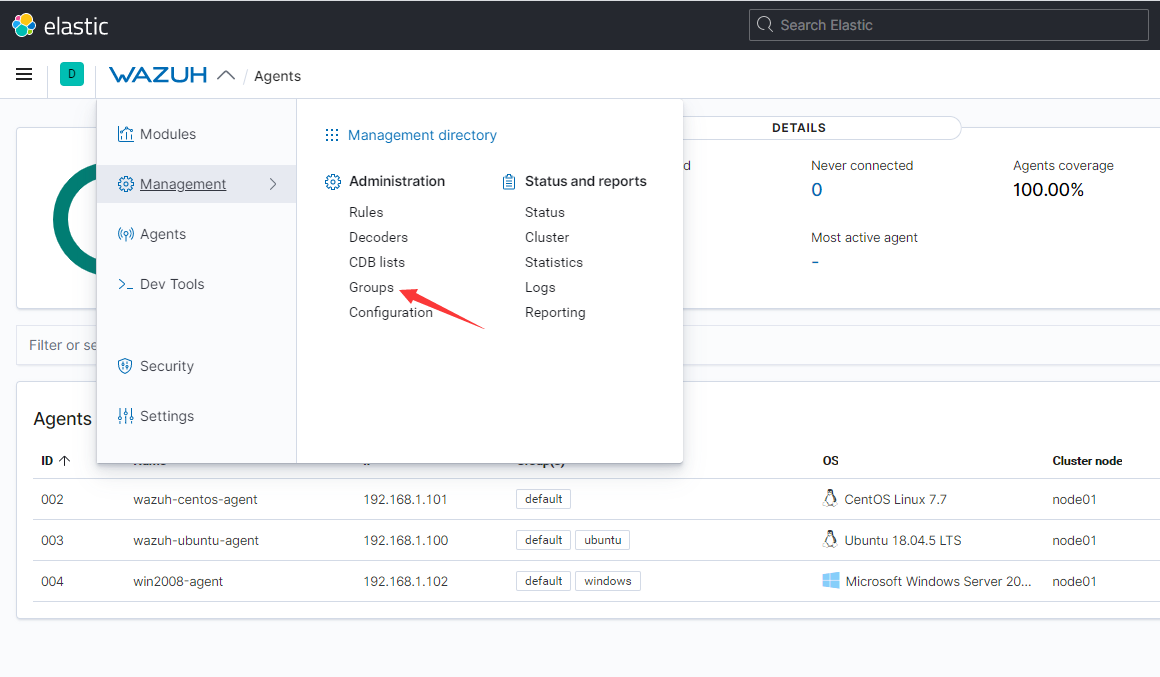 elastic
Search Elastic
D
WAZUH / Agents
Modules
Management
Agents
Dev Tools
Security
Settings
Management directory
Administration
Rules
Decoders
CDB lists
Groups
Configuration
Status and reports
Status
Cluster
Statistics
Logs
Reporting
DETAILS
d
Never connected
0
Agents coverage
100.00%
Most active agent
-
Filter or se
Agents
ID OS Cluster node
002 wazuh-centos-agent 192.168.1.101 default CentOS Linux 7.7 node01
003 wazuh-ubuntu-agent 192.168.1.100 default ubuntu Ubuntu 18.04.5 LTS node01
004 win2008-agent 192.168.1.102 default windows Microsoft Windows Server 20... node01